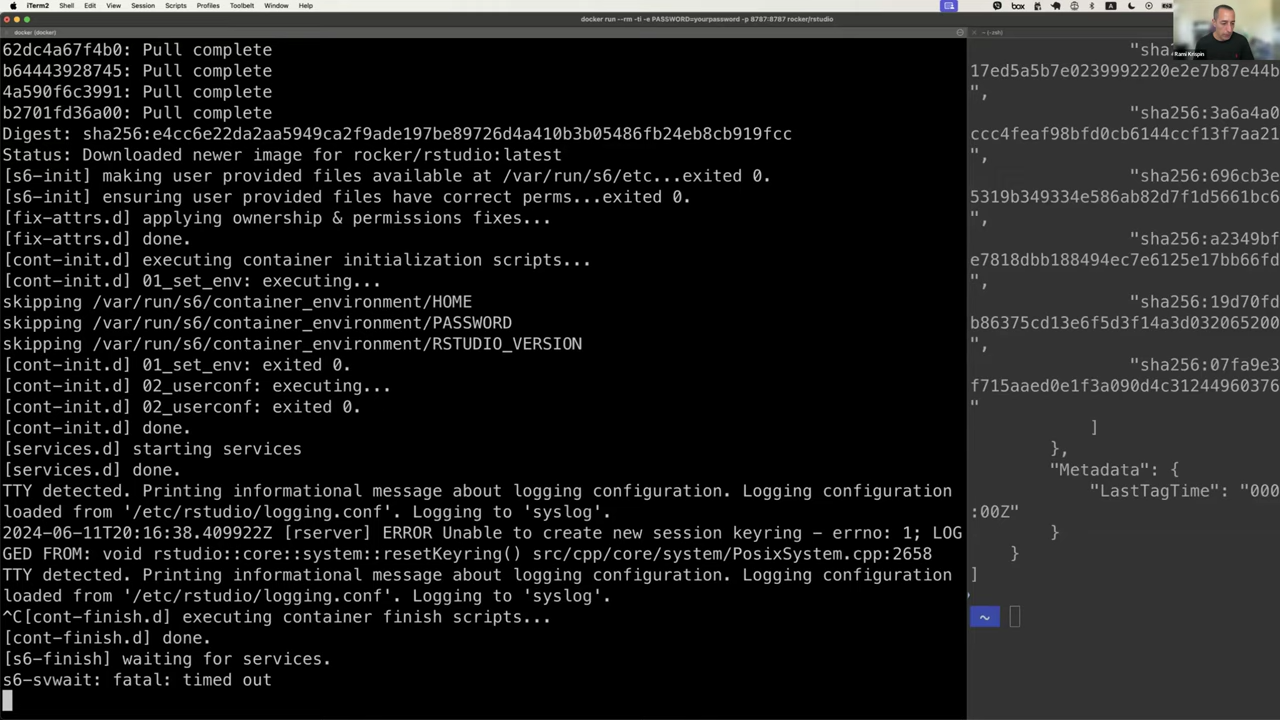 iTerm2 Shell Edit View Session Scripts Profiles Toolbelt Window Help
box
docker run --rm -ti -e PASSWORD=yourpassword -p 8787:8787 rocker/rstudio
docker (docker)
~ (-zsh)
Rami Krispin
62dc4a67f4b0: Pull complete
b64443928745: Pull complete
4a590f6c3991: Pull complete
b2701fd36a00: Pull complete
Digest: sha256:e4cc6e22da2aa5949ca2f9ade197be89726d4a410b3b05486fb24eb8cb919fcc
Status: Downloaded newer image for rocker/rstudio:latest
[s6-init] making user provided files available at /var/run/s6/etc...exited 0.
[s6-init] ensuring user provided files have correct perms...exited 0.
[fix-attrs.d] applying ownership & permissions fixes...
[fix-attrs.d] done.
[cont-init.d] executing container initialization scripts...
[cont-init.d] 01_set_env: executing...
skipping /var/run/s6/container_environment/HOME
skipping /var/run/s6/container_environment/PASSWORD
skipping /var/run/s6/container_environment/RSTUDIO_VERSION
[cont-init.d] 01_set_env: exited 0.
[cont-init.d] 02_userconf: executing...
[cont-init.d] 02_userconf: exited 0.
[cont-init.d] done.
[services.d] starting services
[services.d] done.
TTY detected. Printing informational message about logging configuration. Logging configuration
loaded from '/etc/rstudio/logging.conf'. Logging to 'syslog'.
2024-06-11T20:16:38.409922Z [rserver] ERROR Unable to create new session keyring - errno: 1; LOG
GED FROM: void rstudio::core::system::resetKeyring() src/cpp/core/system/PosixSystem.cpp:2658
TTY detected. Printing informational message about logging configuration. Logging configuration
loaded from '/etc/rstudio/logging.conf'. Logging to 'syslog'.
^C[cont-finish.d] executing container finish scripts...
[cont-finish.d] done.
[s6-finish] waiting for services.
s6-svwait: fatal: timed out
"sha
17ed5a5b7e0239992220e2e7b87e44b
",
"sha256:3a6a4a0
ccc4feaf98bfd0cb6144ccf13f7aa21
",
"sha256:696cb3e
5319b349334e586ab82d7f1d5661bc6
",
"sha256:a2349bf
e7818dbb188494ec7e6125e17bb66fd
",
"sha256:19d70fd
b86375cd13e6f5d3f14a3d032065200
",
"sha256:07fa9e3
f715aaed0e1f3a090d4c31244960376
"
]
},
"Metadata": {
"LastTagTime": "000
:00Z"
}
}
]
~